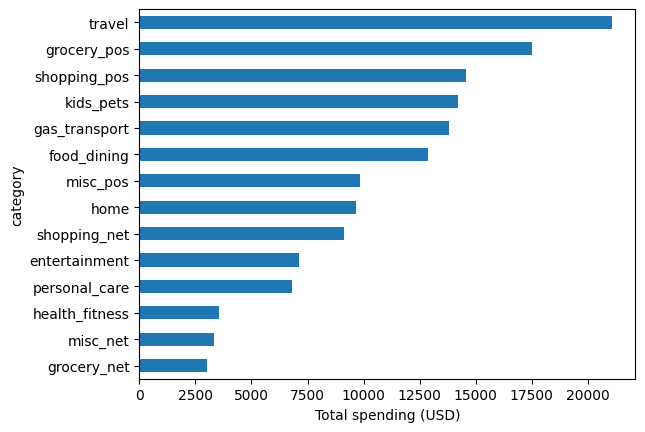 travel
grocery_pos
shopping_pos
kids_pets
gas_transport
food_dining
misc_pos
home
shopping_net
entertainment
personal_care
health_fitness
misc_net
grocery_net
category
0 2500 5000 7500 10000 12500 15000 17500 20000
Total spending (USD)